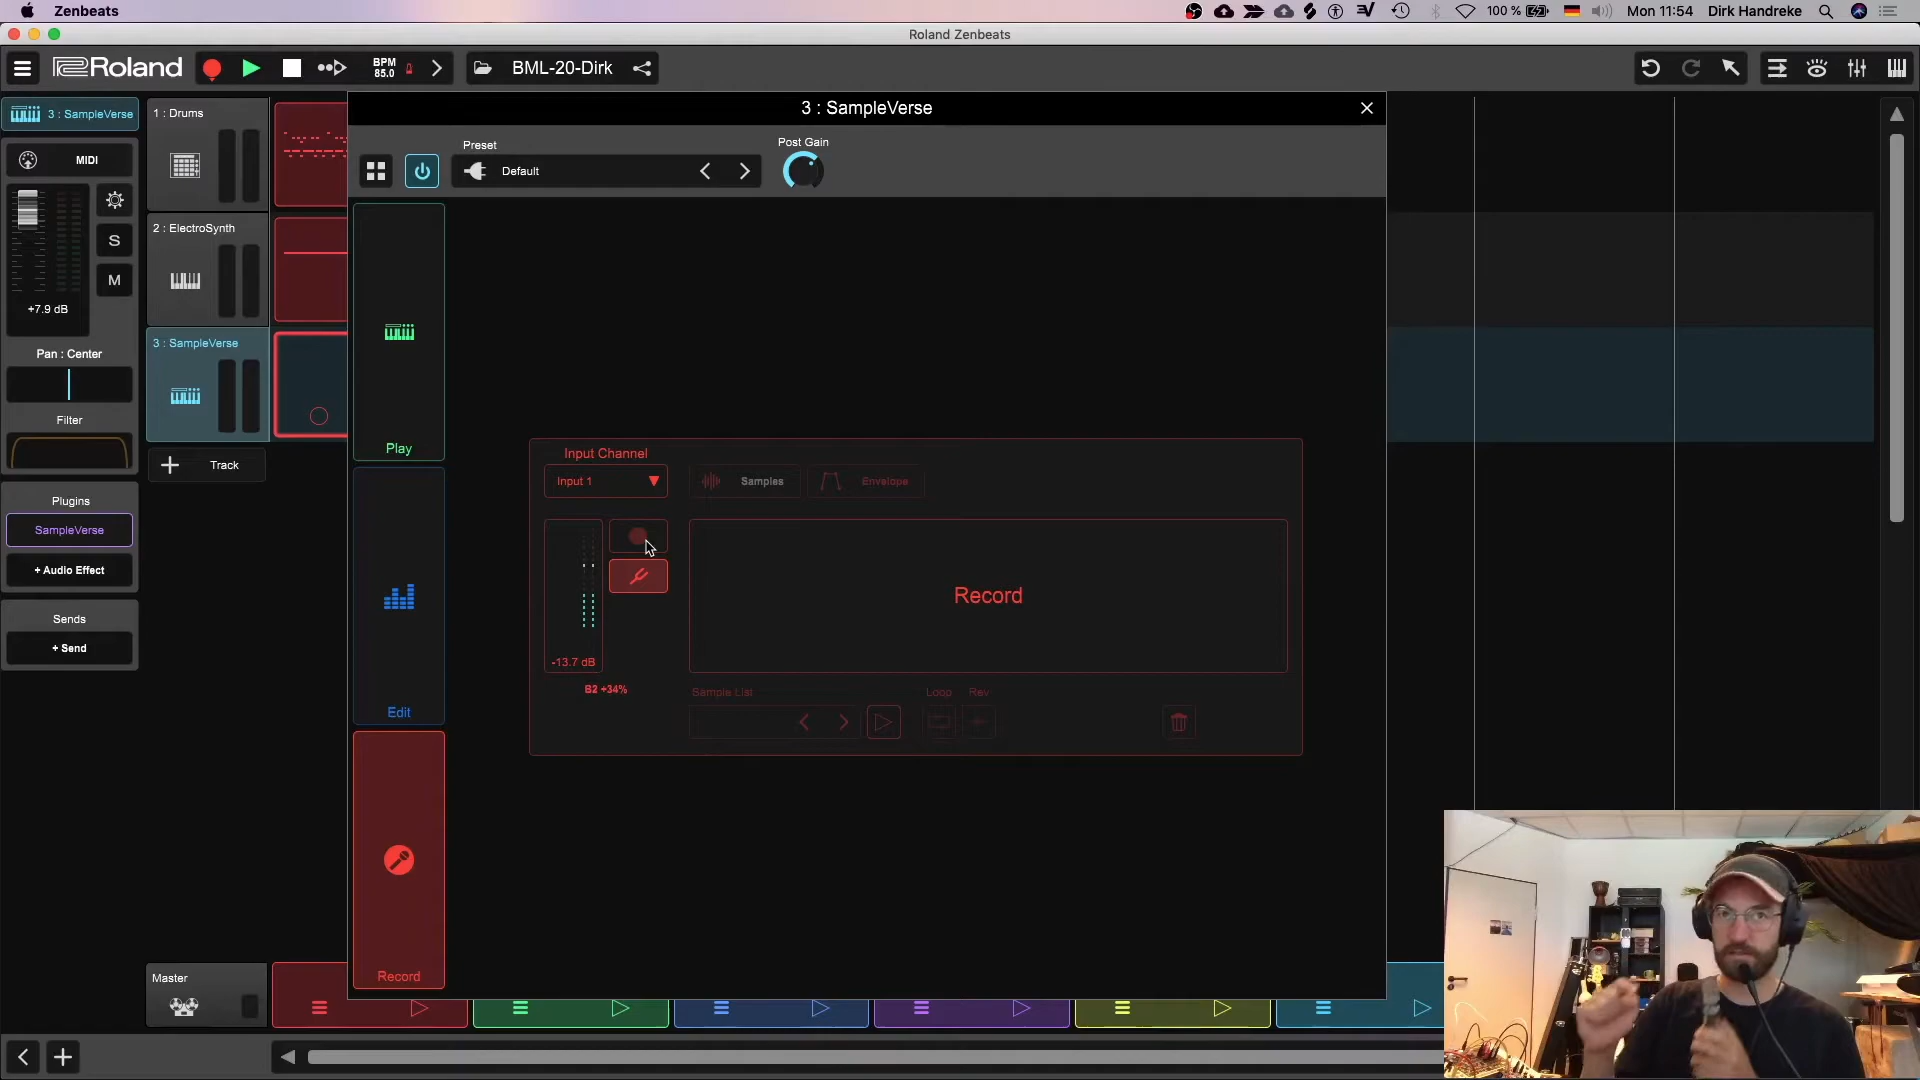 Zenbeats
100 %
Mon 11:54
Dirk Handreke
Roland Zenbeats
Roland
BPM
85.0
BML-20-Dirk
3 : SampleVerse
1 : Drums
3 : SampleVerse
MIDI
Preset
Post Gain
Default
S
2 : ElectroSynth
M
+7.9 dB
3 : SampleVerse
Pan : Center
Filter
Play
Track
Input Channel
Input 1
Samples
Envelope
Plugins
SampleVerse
+ Audio Effect
Record
Sends
+ Send
-13.7 dB
B2 +34%
Sample List
Loop
Rev
Edit
Record
Master